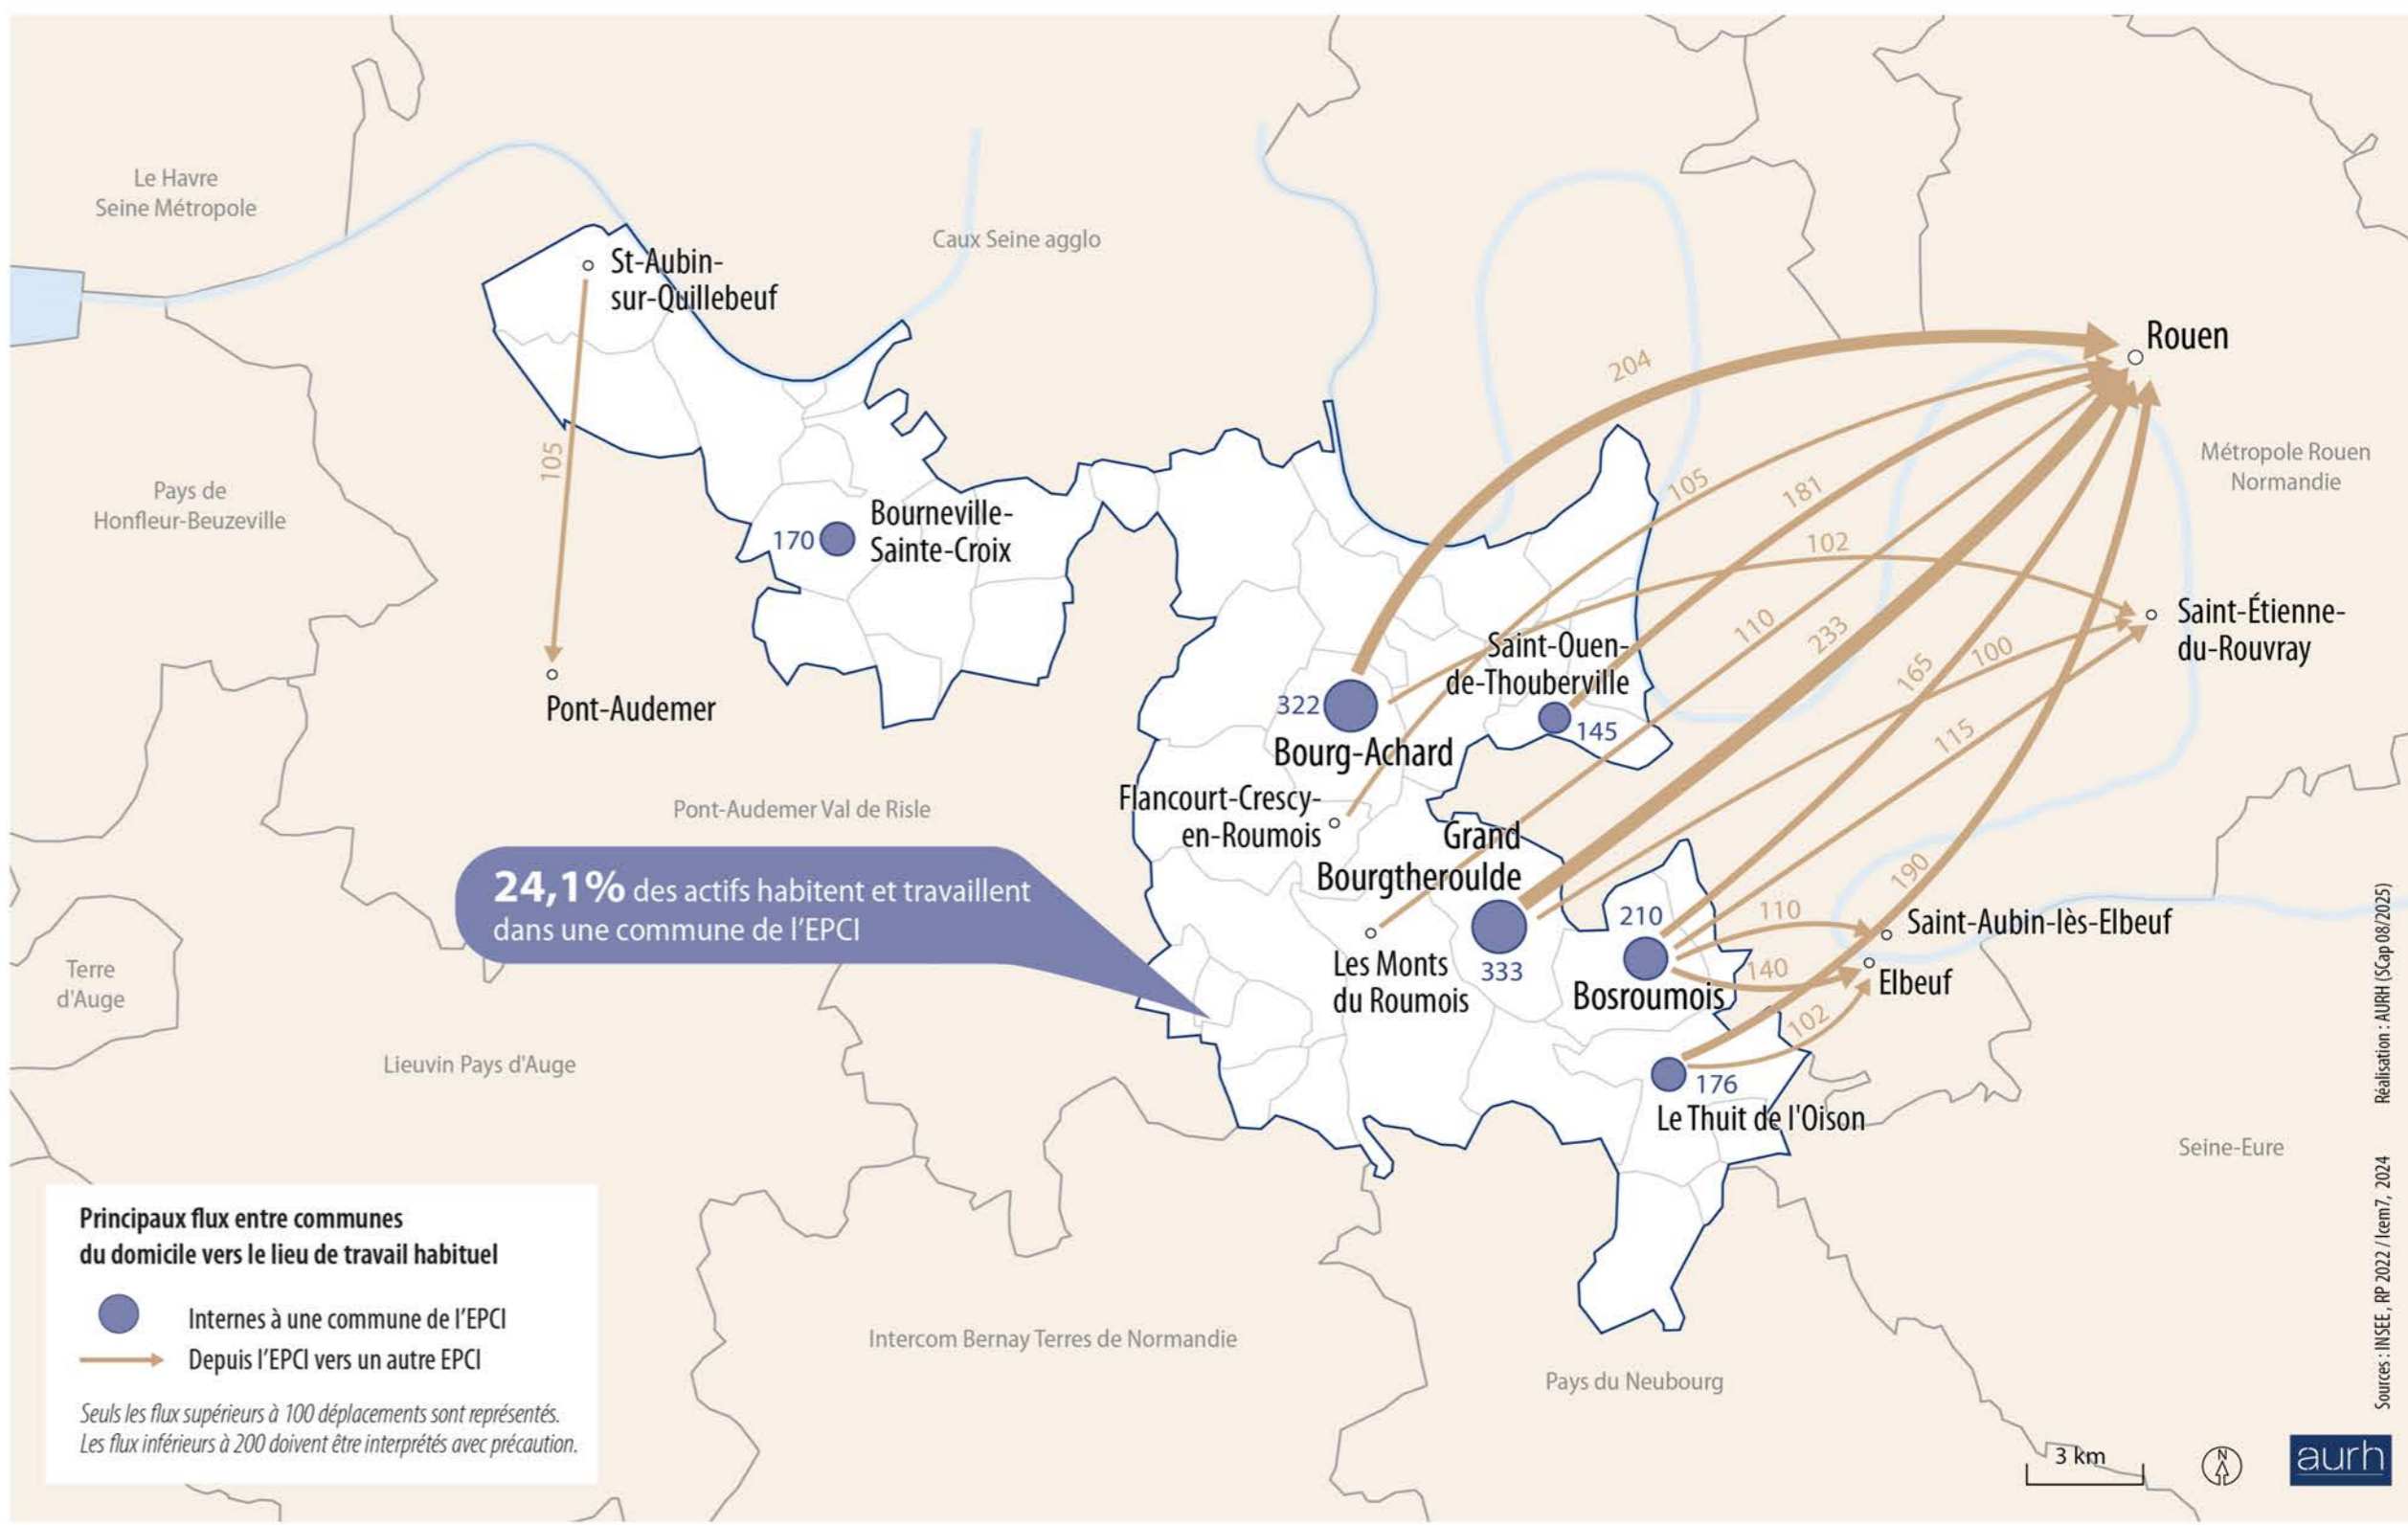 Le Havre
Seine Métropole
Caux Seine agglo
St-Aubin-
sur-Quillebeuf
105
Pays de
Honfleur-Beuzeville
170
Bourneville-
Sainte-Croix
Pont-Audemer
Pont-Audemer Val de Risle
Rouen
Métropole Rouen
Normandie
204
105
181
102
110
233
165
100
115
190
Saint-Étienne-
du-Rouvray
Saint-Ouen-
de-Thouberville
145
322
Bourg-Achard
Flancourt-Crescy-
en-Roumois
Grand
Bourgtheroulde
333
Les Monts
du Roumois
210
Bosroumois
110
140
102
Saint-Aubin-lès-Elbeuf
Elbeuf
176
Le Thuit de l'Oison
24,1% des actifs habitent et travaillent
dans une commune de l'EPCI
Terre
d'Auge
Lieuvin Pays d'Auge
Intercom Bernay Terres de Normandie
Pays du Neubourg
Seine-Eure
Principaux flux entre communes
du domicile vers le lieu de travail habituel
Internes à une commune de l'EPCI
Depuis l'EPCI vers un autre EPCI
Seuls les flux supérieurs à 100 déplacements sont représentés.
Les flux inférieurs à 200 doivent être interprétés avec précaution.
3 km
N
aurh
Sources : INSEE, RP 2022 / Icem7, 2024 Réalisation : AURH (SCap 08/2025)